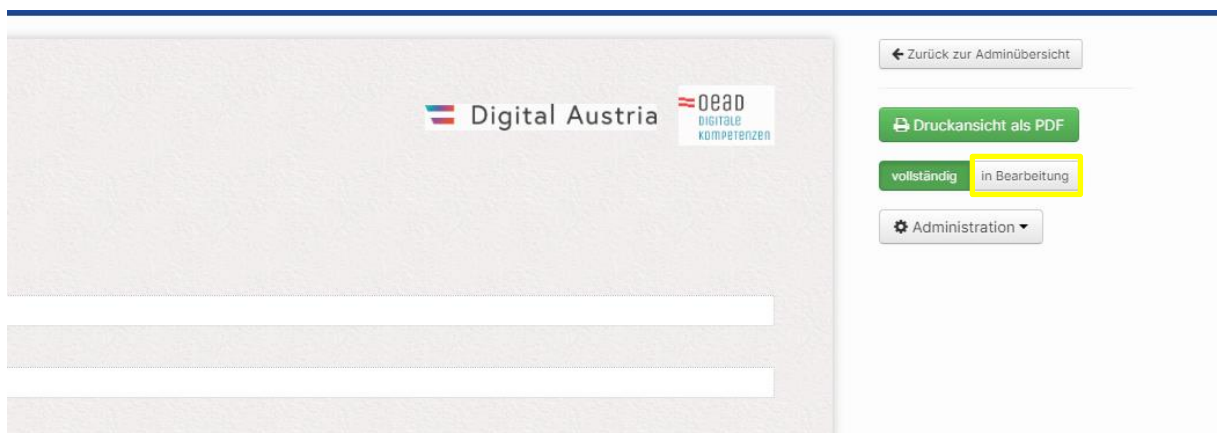 Zurück zur Adminübersicht
Digital Austria
oead
DIGITALE
KOMPETENZEN
Druckansicht als PDF
vollständig in Bearbeitung
Administration